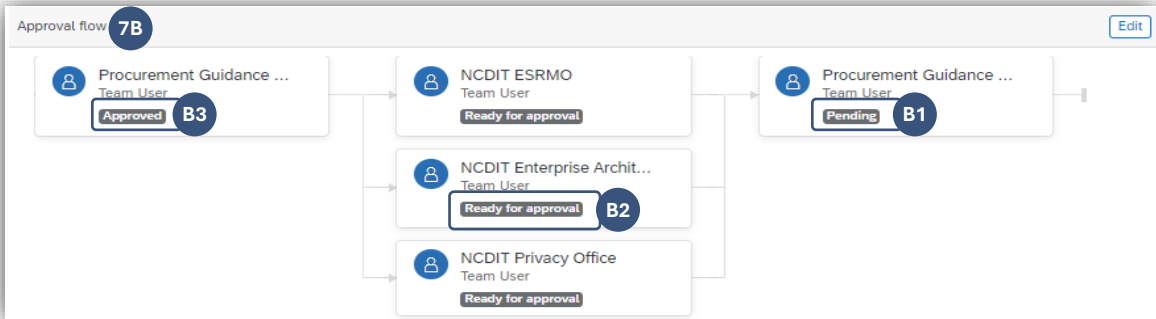 Approval flow 7B
Edit
Procurement Guidance ...
Team User
Approved B3
NCDIT ESRMO
Team User
Ready for approval
NCDIT Enterprise Archit...
Team User
Ready for approval B2
NCDIT Privacy Office
Team User
Ready for approval
Procurement Guidance ...
Team User
Pending B1